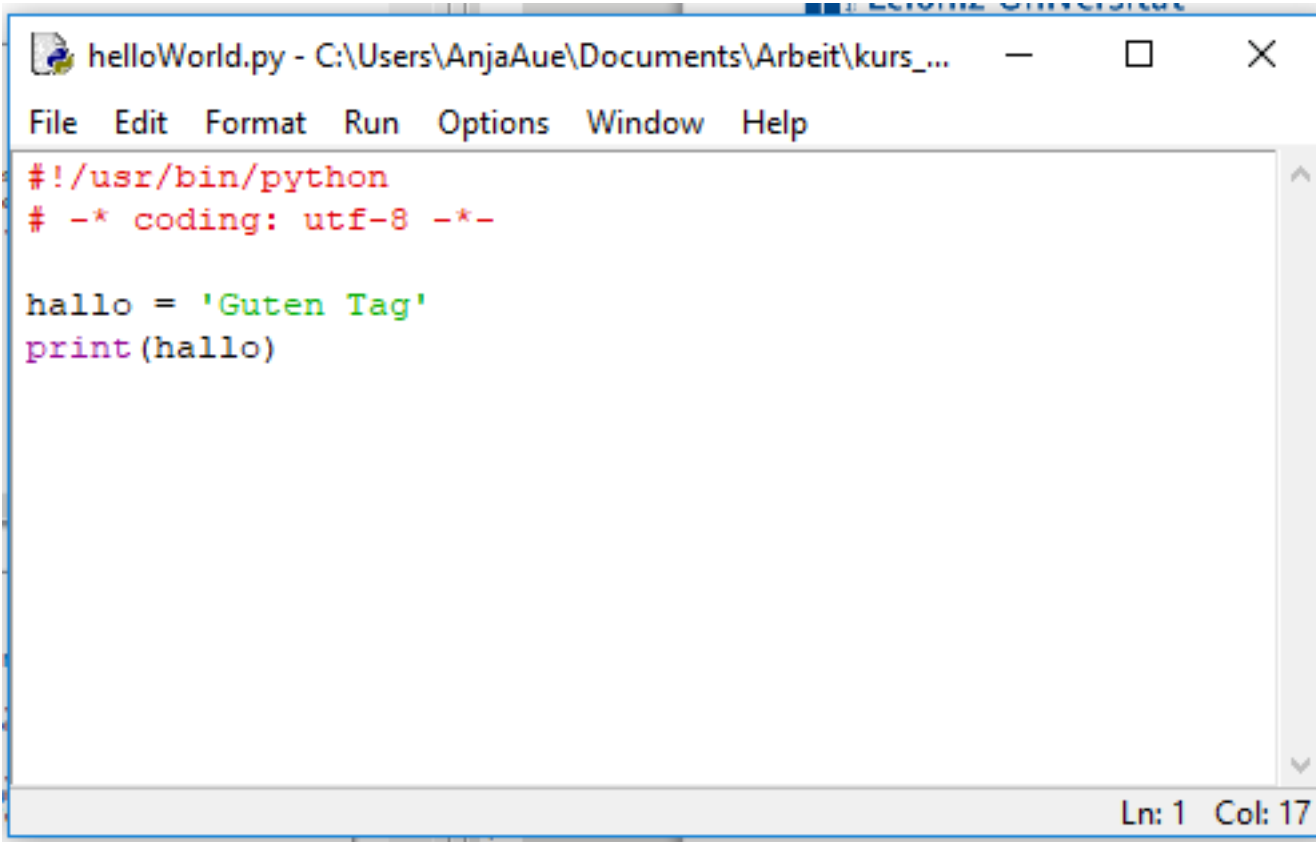 helloWorld.py - C:\Users\AnjaAue\Documents\Arbeit\kurs_...
File Edit Format Run Options Window Help
#!/usr/bin/python
# -* coding: utf-8 -*-
hallo = 'Guten Tag'
print(hallo)
Ln: 1 Col: 17